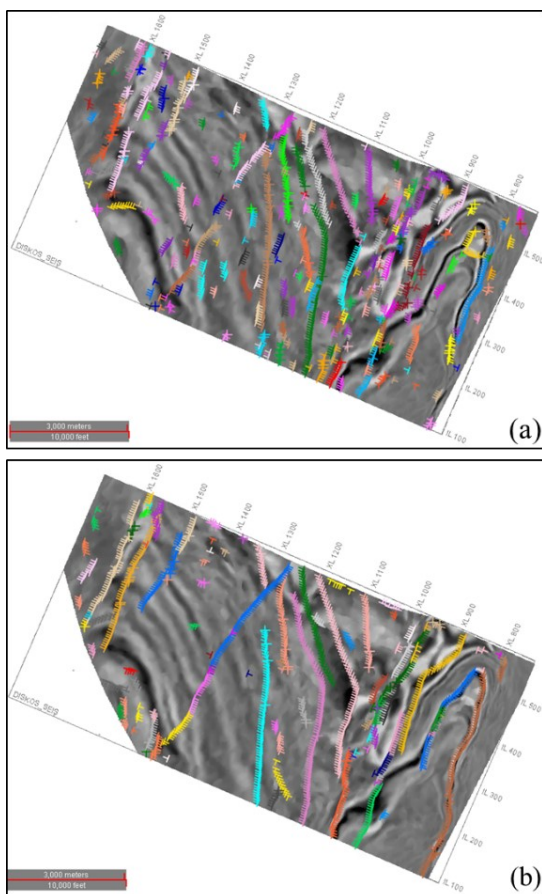 XL 1600
XL 1500
XL 1400
XL 1300
XL 1200
XL 1100
XL 1000
XL 900
XL 800
IL 500
IL 400
IL 300
IL 200
IL 100
DISKOS_SEIS
3,000 meters
10,000 feet
(a)
XL 1600
XL 1500
XL 1400
XL 1300
XL 1200
XL 1100
XL 1000
XL 900
XL 800
IL 500
IL 400
IL 300
IL 200
IL 100
DISKOS_SEIS
3,000 meters
10,000 feet
(b)